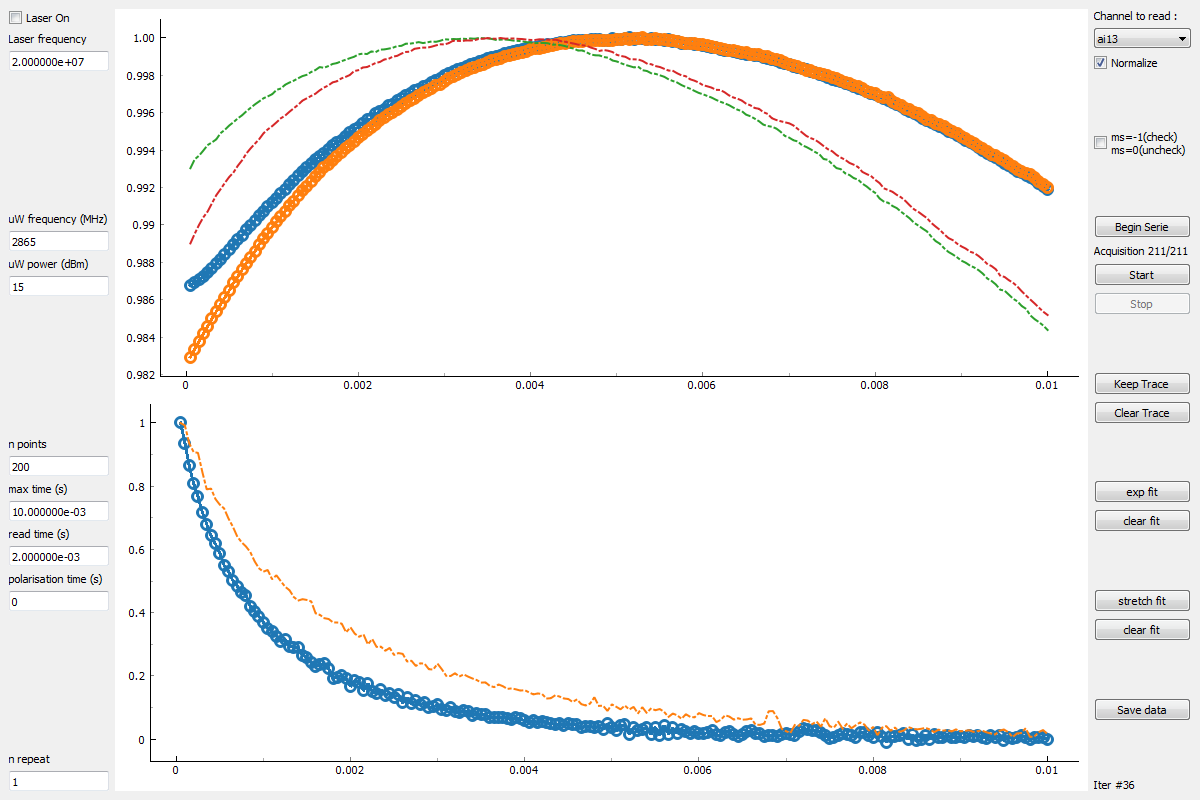 Laser On
Laser frequency
2.000000e+07
uW frequency (MHz)
2865
uW power (dBm)
15
n points
200
max time (s)
10.000000e-03
read time (s)
2.000000e-03
polarisation time (s)
0
n repeat
1
1.00
0.998
0.996
0.994
0.992
0.99
0.988
0.986
0.984
0.982
0 0.002 0.004 0.006 0.008 0.01
1
0.8
0.6
0.4
0.2
0
0 0.002 0.004 0.006 0.008 0.01
Channel to read :
ai13
Normalize
ms=-1(check)
ms=0(uncheck)
Begin Serie
Acquisition 211/211
Start
Stop
Keep Trace
Clear Trace
exp fit
clear fit
stretch fit
clear fit
Save data
Iter #36